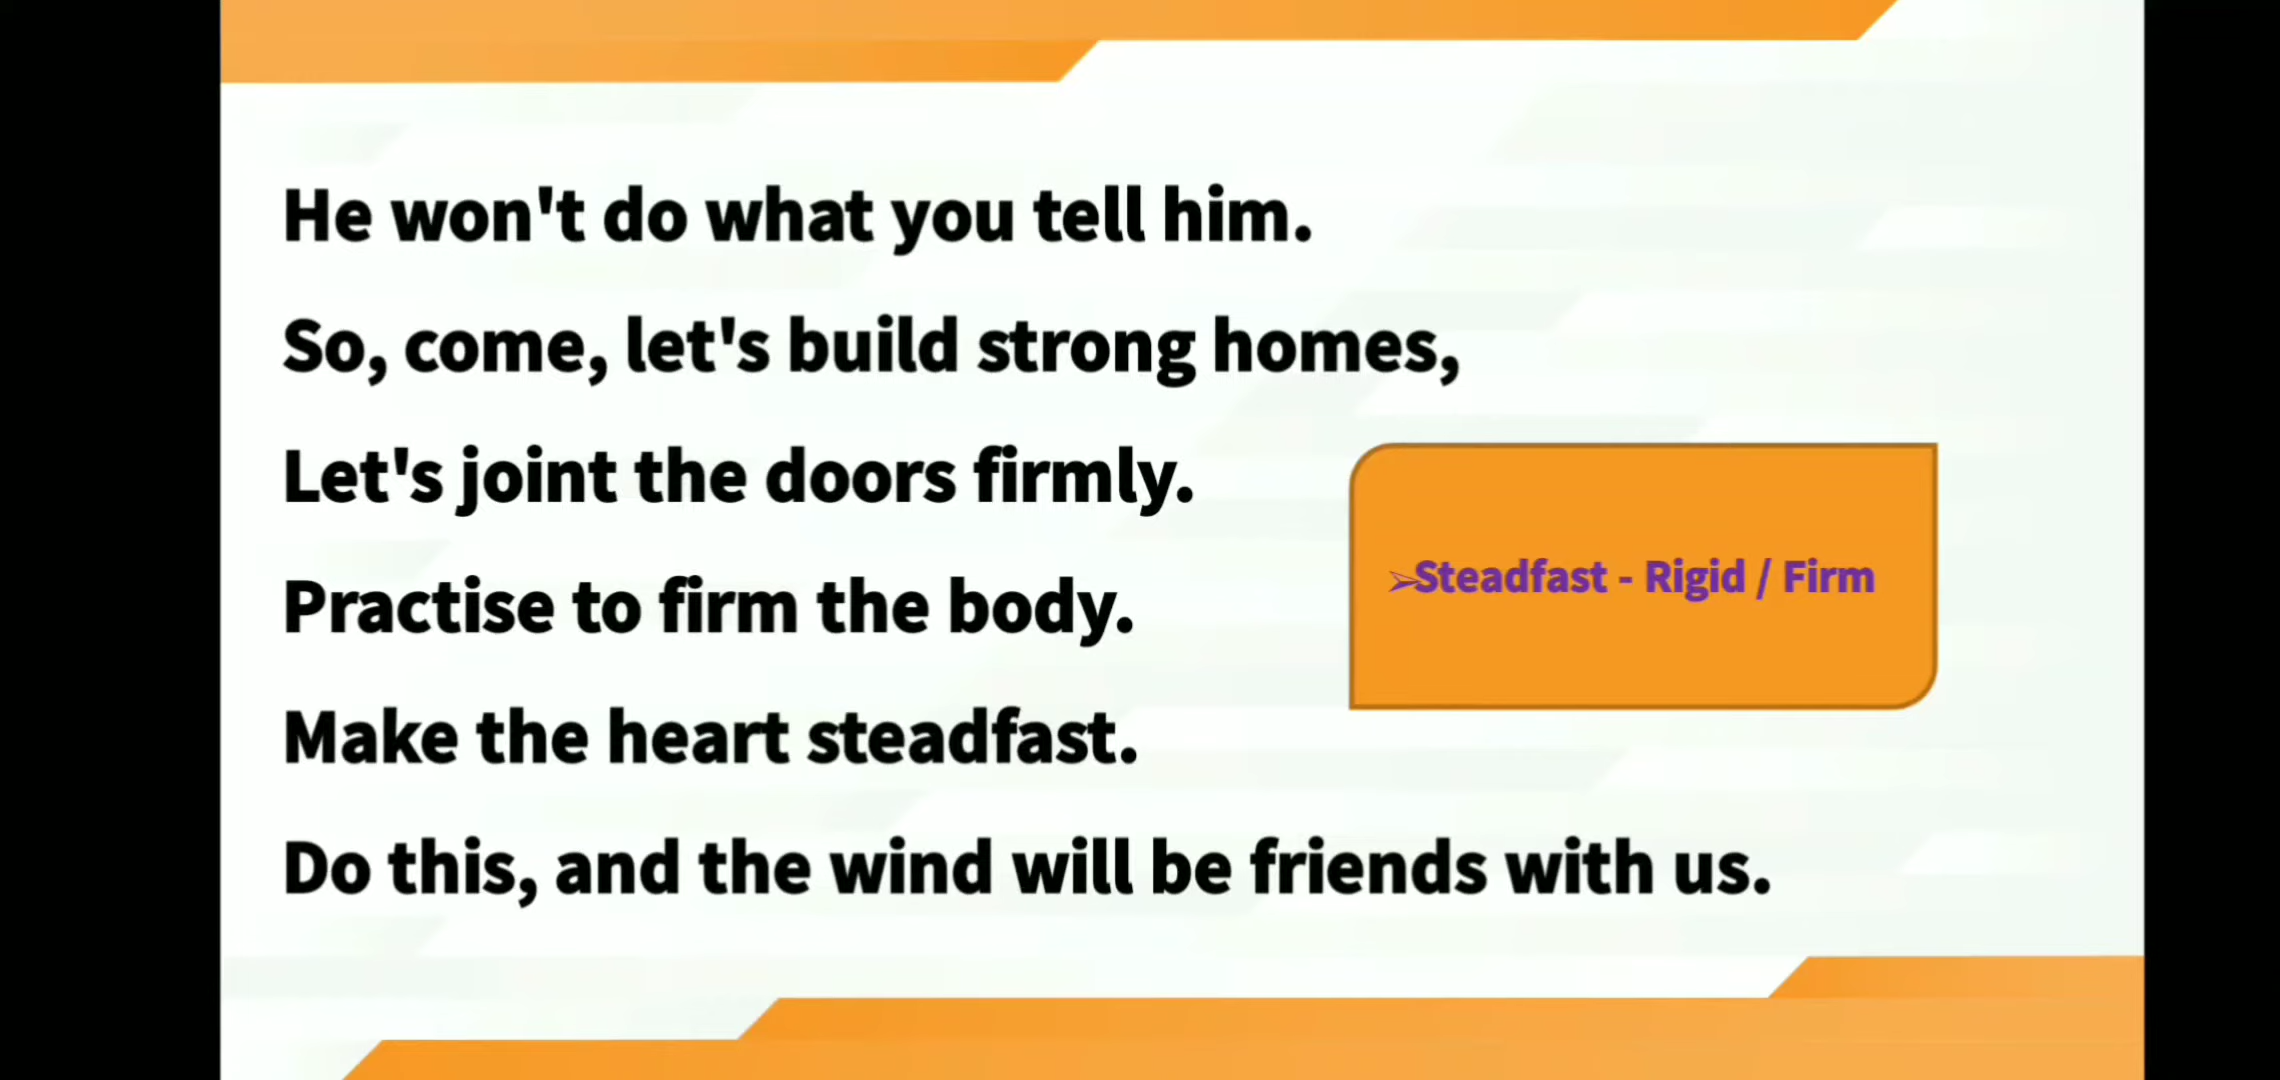 He won't do what you tell him.
So, come, let's build strong homes,
Let's joint the doors firmly.
Practise to firm the body.
Make the heart steadfast.
Do this, and the wind will be friends with us.
➢Steadfast - Rigid / Firm